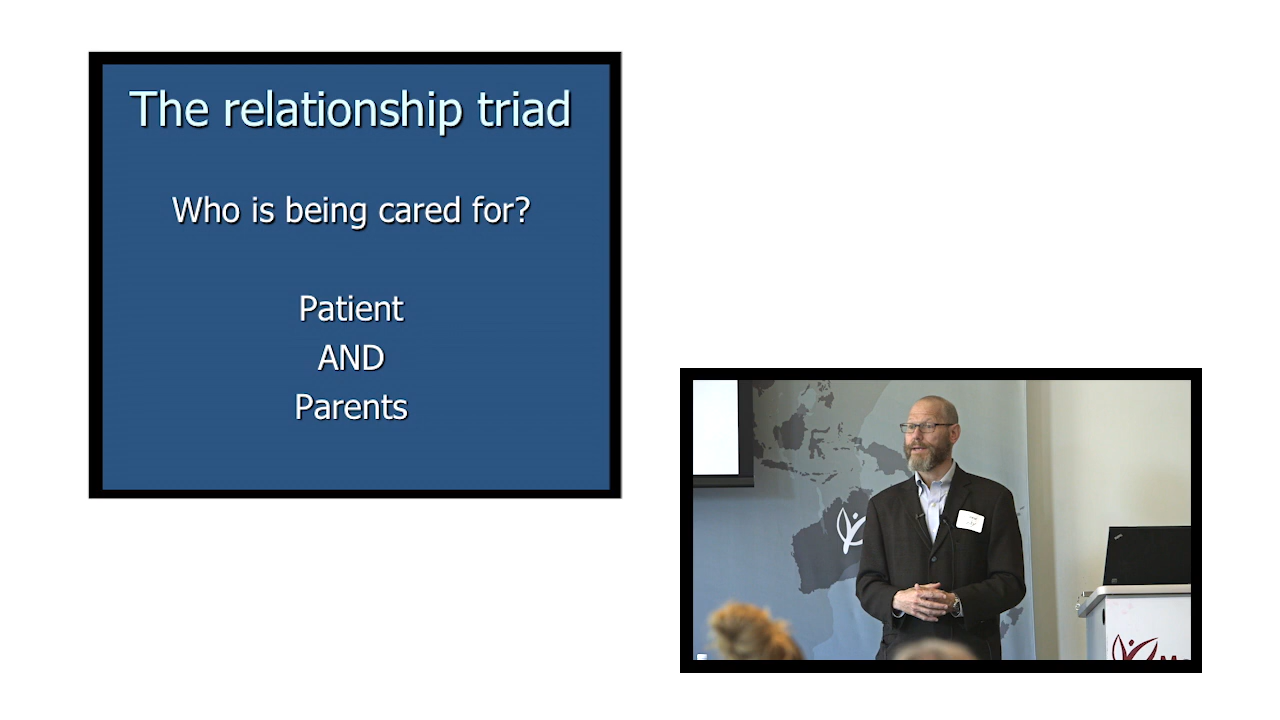 The relationship triad
Who is being cared for?
Patient
AND
Parents